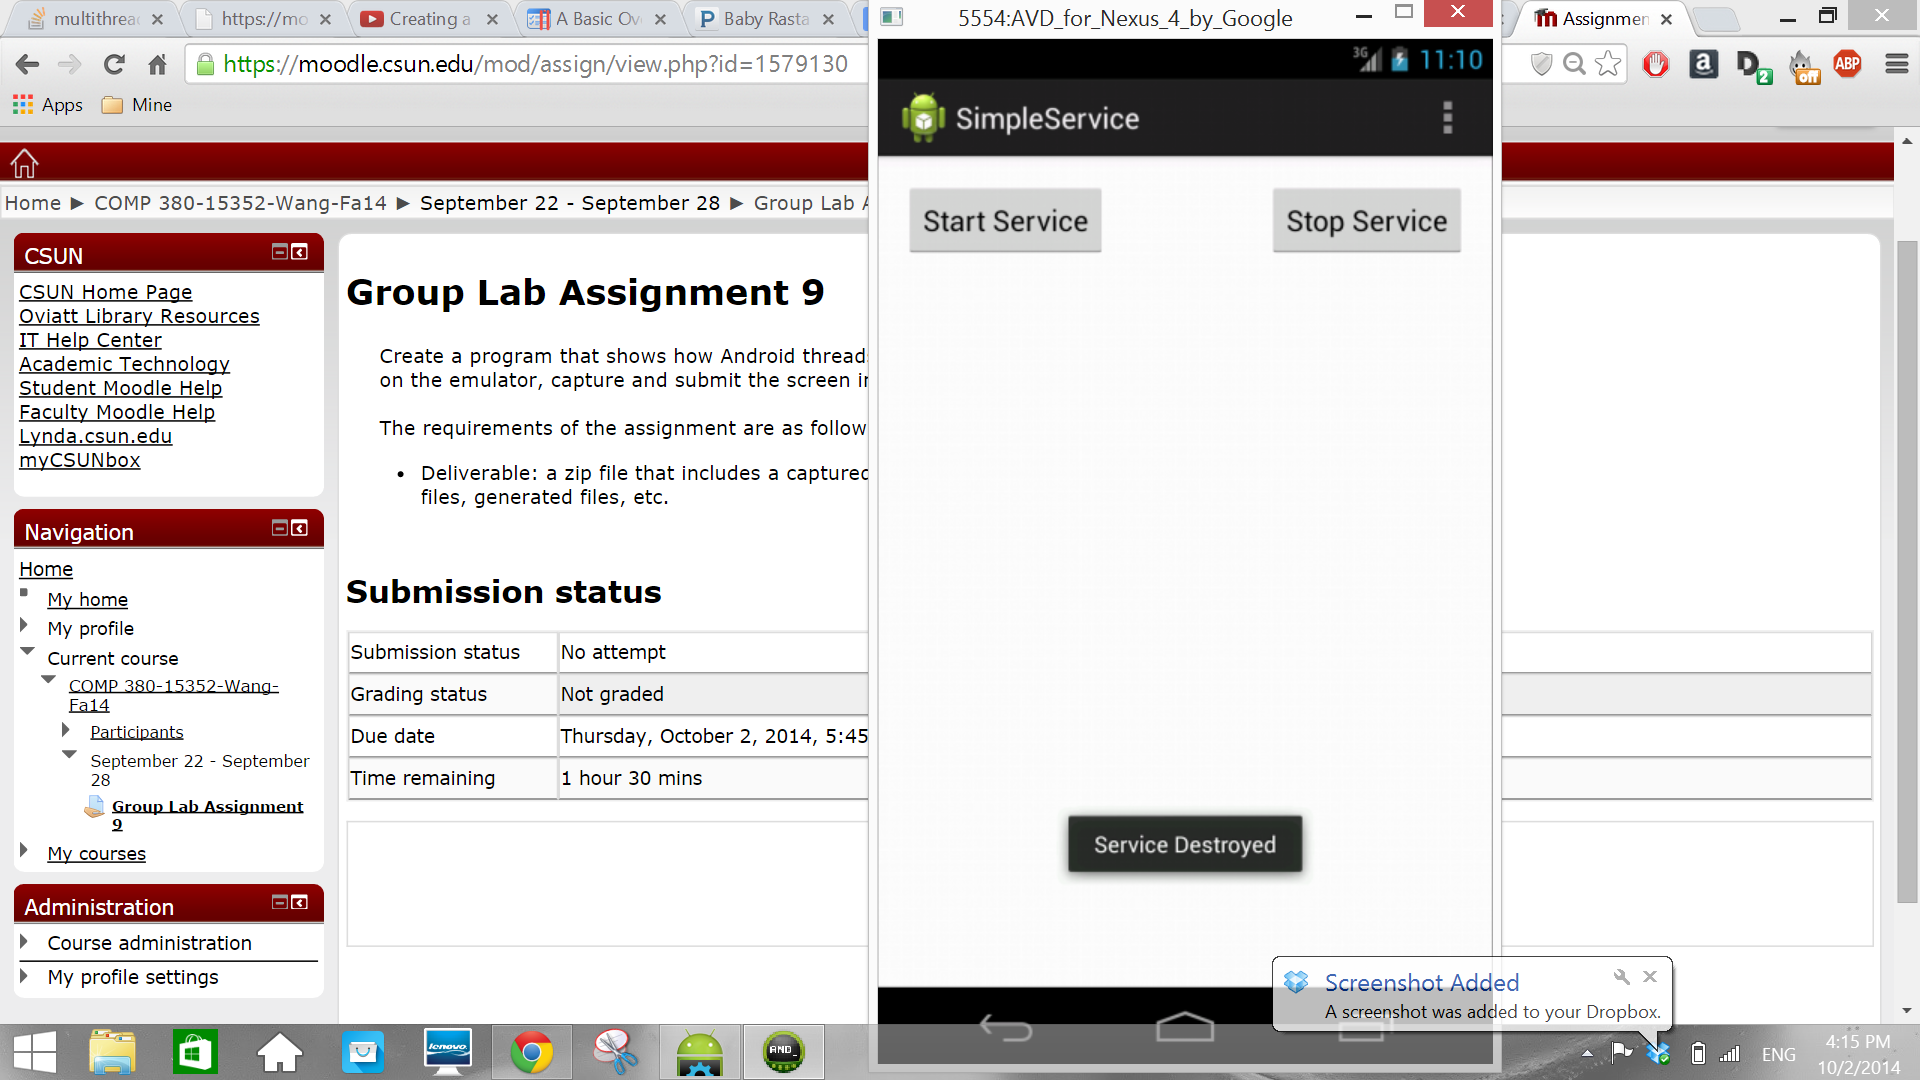 multithread
https://mo
Creating a
A Basic Ov
Baby Rasta
5554:AVD_for_Nexus_4_by_Google
Assignmen
https://moodle.csun.edu/mod/assign/view.php?id=1579130
ABP
2
off
Apps
Mine
3G
11:10
SimpleService
Start Service
Stop Service
Service Destroyed
Home ► COMP 380-15352-Wang-Fa14 ► September 22 - September 28 ► Group Lab A
CSUN
CSUN Home Page
Oviatt Library Resources
IT Help Center
Academic Technology
Student Moodle Help
Faculty Moodle Help
Lynda.csun.edu
myCSUNbox
Navigation
Home
My home
My profile
Current course
COMP 380-15352-Wang-
Fa14
Participants
September 22 - September
28
Group Lab Assignment
9
My courses
Administration
Course administration
My profile settings
Group Lab Assignment 9
Create a program that shows how Android thread
on the emulator, capture and submit the screen i
The requirements of the assignment are as follow
• Deliverable: a zip file that includes a captured
files, generated files, etc.
Submission status
Submission status No attempt
Grading status Not graded
Due date Thursday, October 2, 2014, 5:45
Time remaining 1 hour 30 mins
Screenshot Added
A screenshot was added to your Dropbox.
lenovo
AND_
ENG
4:15 PM
10/2/2014